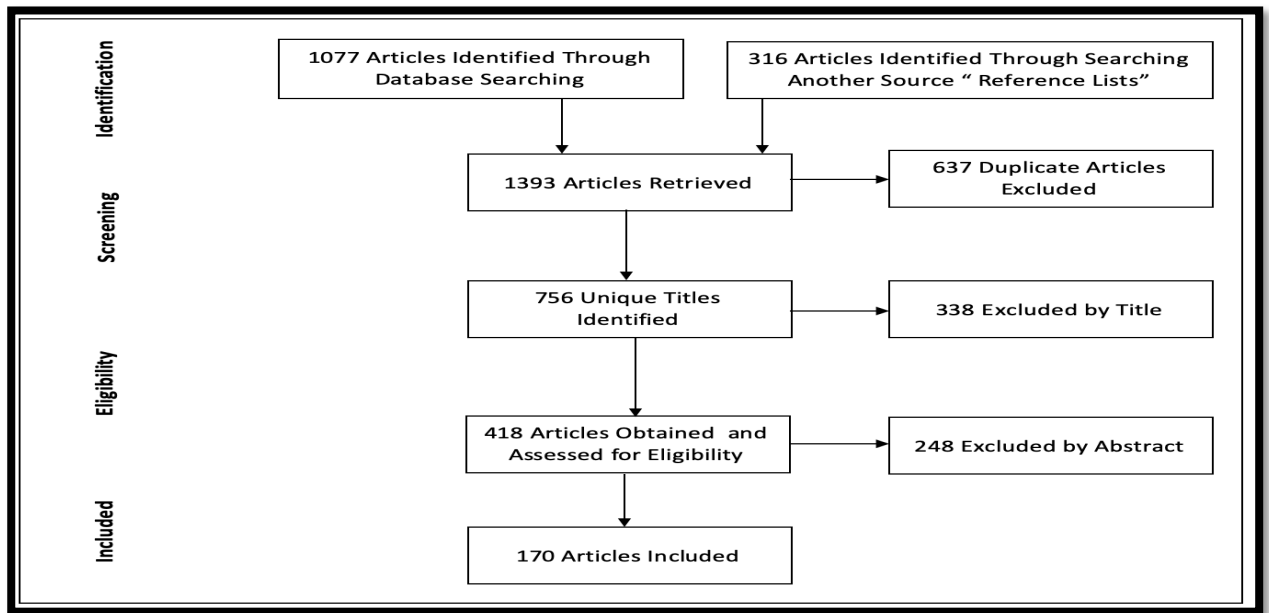 Identification
1077 Articles Identified Through
Database Searching
316 Articles Identified Through Searching
Another Source “ Reference Lists”
1393 Articles Retrieved
637 Duplicate Articles
Excluded
Screening
756 Unique Titles
Identified
338 Excluded by Title
Eligibility
418 Articles Obtained and
Assessed for Eligibility
248 Excluded by Abstract
Included
170 Articles Included